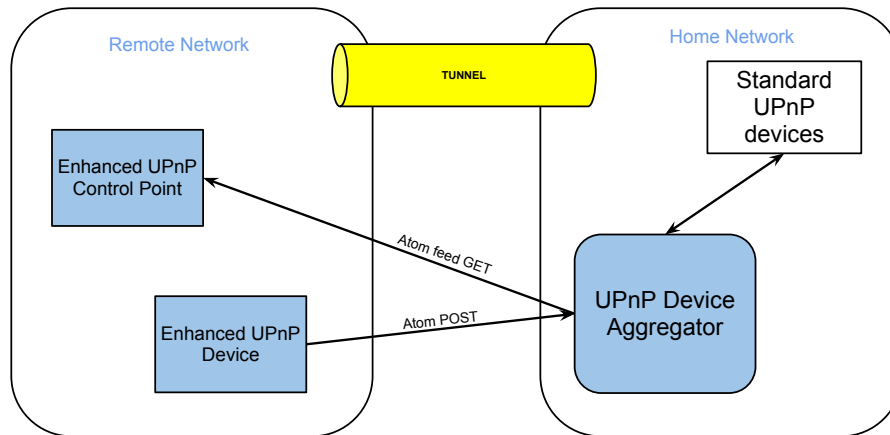 Remote Network
Home Network
TUNNEL
Standard
UPnP
devices
Enhanced UPnP
Control Point
Atom feed GET
UPnP Device
Aggregator
Enhanced UPnP
Device
Atom POST